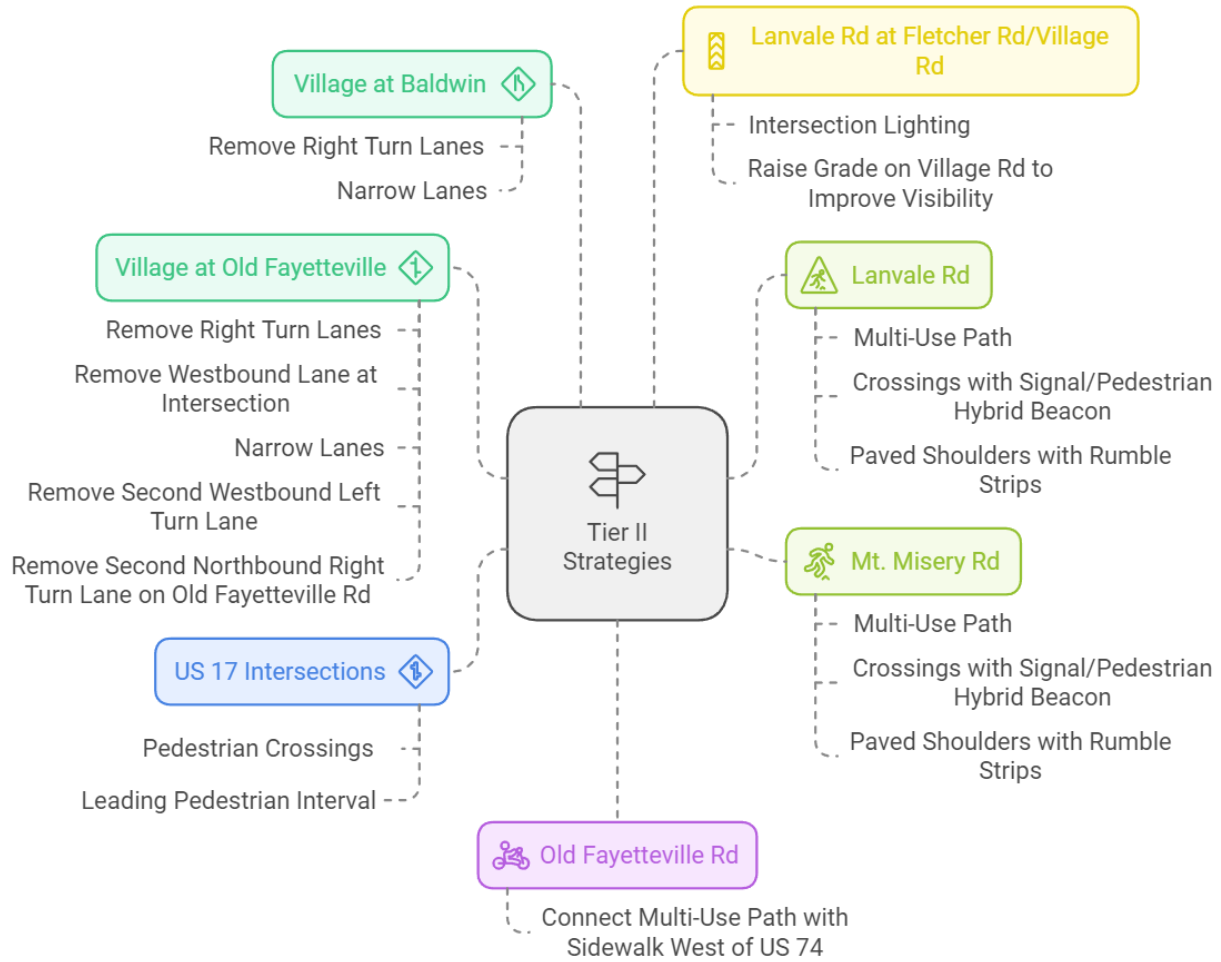 Village at Baldwin
Remove Right Turn Lanes
Narrow Lanes
Village at Old Fayetteville
Remove Right Turn Lanes
Remove Westbound Lane at
Intersection
Narrow Lanes
Remove Second Westbound Left
Turn Lane
Remove Second Northbound Right
Turn Lane on Old Fayetteville Rd
US 17 Intersections
Pedestrian Crossings
Leading Pedestrian Interval
Tier II
Strategies
Lanvale Rd at Fletcher Rd/Village
Rd
Intersection Lighting
Raise Grade on Village Rd to
Improve Visibility
Lanvale Rd
Multi-Use Path
Crossings with Signal/Pedestrian
Hybrid Beacon
Paved Shoulders with Rumble
Strips
Mt. Misery Rd
Multi-Use Path
Crossings with Signal/Pedestrian
Hybrid Beacon
Paved Shoulders with Rumble
Strips
Old Fayetteville Rd
Connect Multi-Use Path with
Sidewalk West of US 74